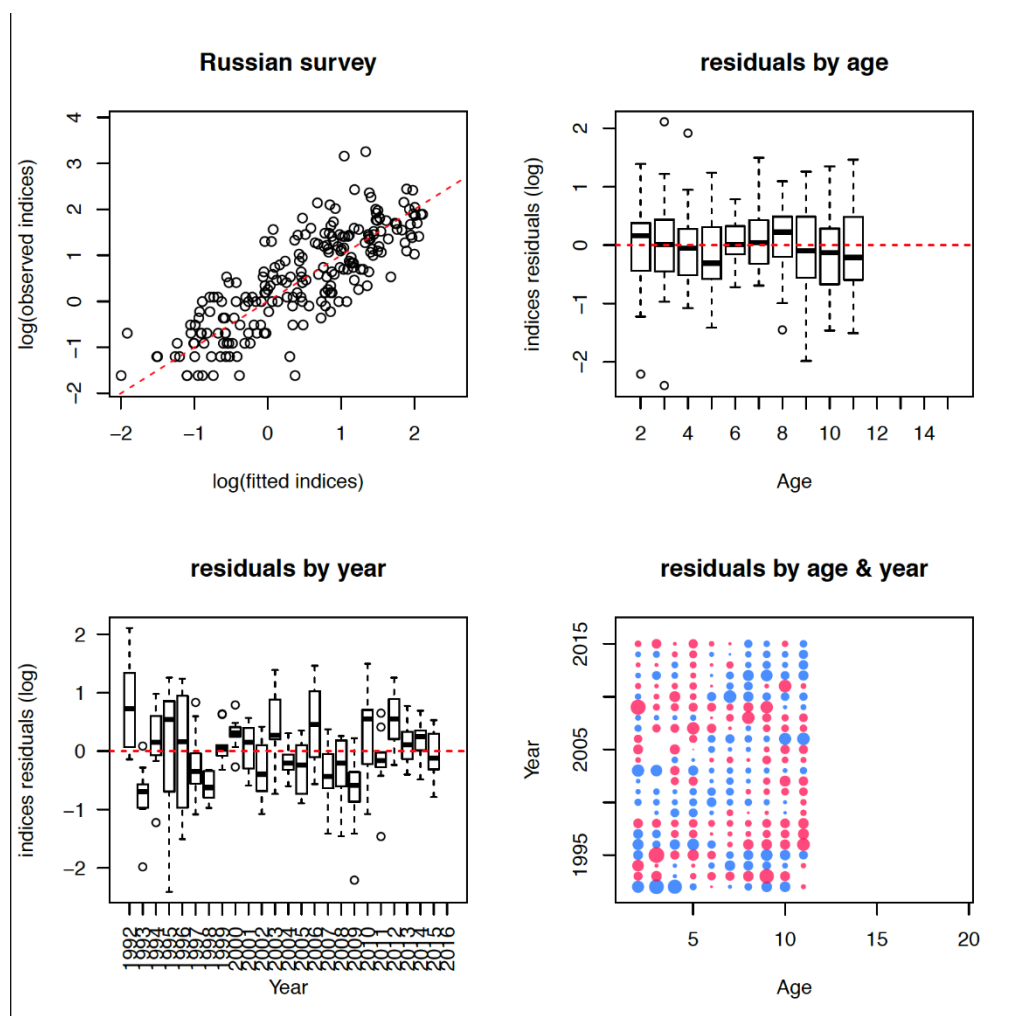 Russian survey
log(observed indices)
4
3
2
1
0
−1
−2
−2 −1 0 1 2
log(fitted indices)
residuals by age
indices residuals (log)
2
1
0
−1
−2
2 4 6 8 10 12 14
Age
residuals by year
indices residuals (log)
2
1
0
−1
−2
1992 1993 1994 1995 1996 1997 1998 1999 2000 2001 2002 2003 2004 2005 2006 2007 2008 2009 2010 2011 2012 2013 2014 2015 2016
Year
residuals by age & year
Year
2015
2005
1995
5 10 15 20
Age